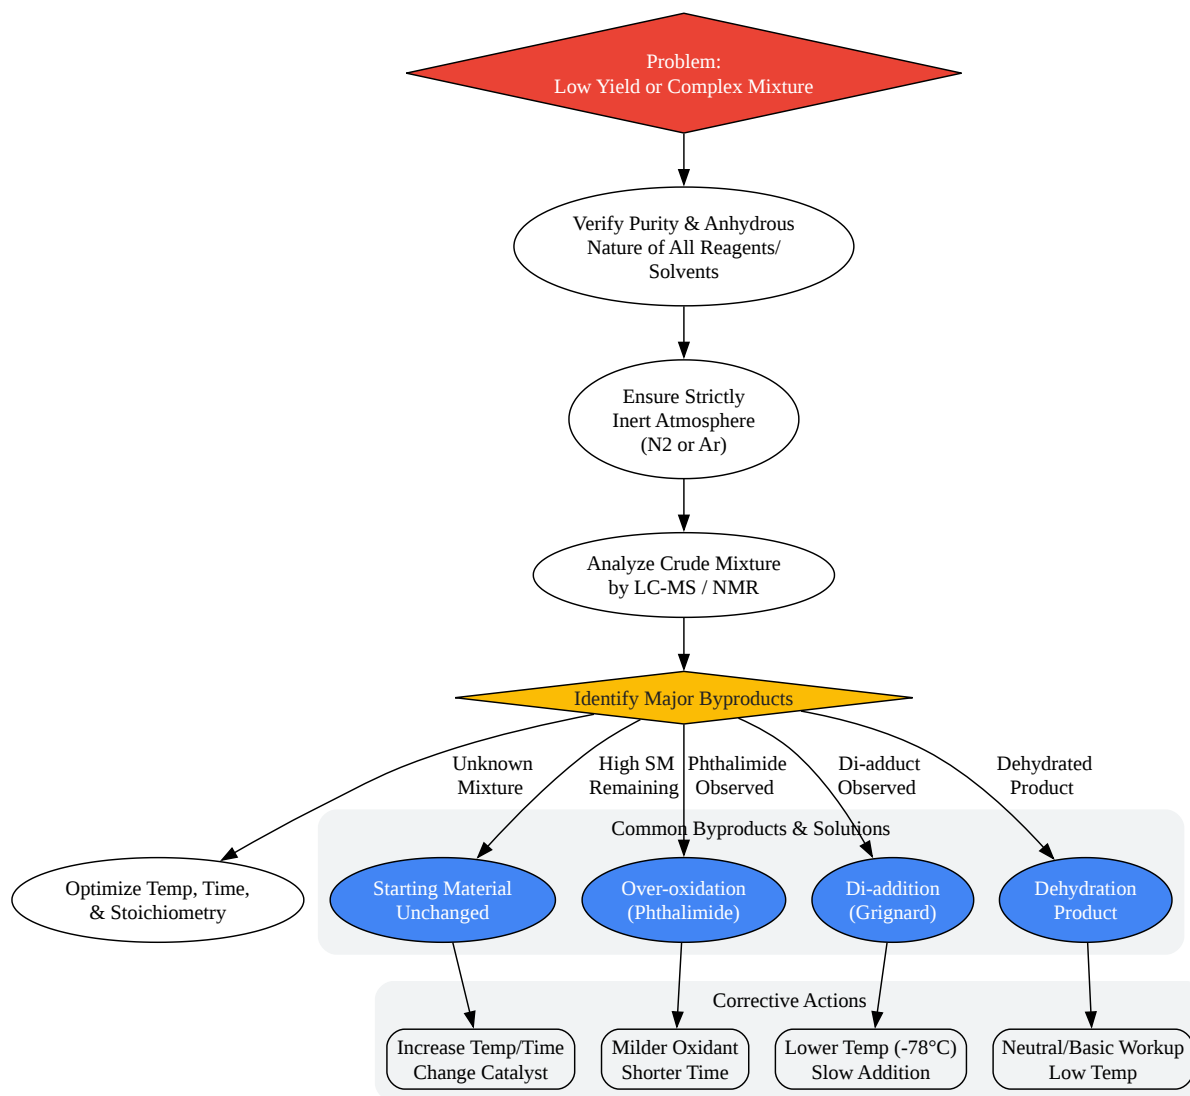 Problem:
Low Yield or Complex Mixture
Verify Purity & Anhydrous
Nature of All Reagents/
Solvents
Ensure Strictly
Inert Atmosphere
(N2 or Ar)
Analyze Crude Mixture
by LC-MS / NMR
Identify Major Byproducts
Unknown
Mixture
High SM
Remaining
Phthalimide
Observed
Di-adduct
Observed
Dehydrated
Product
Common Byproducts & Solutions
Optimize Temp, Time,
& Stoichiometry
Starting Material
Unchanged
Over-oxidation
(Phthalimide)
Di-addition
(Grignard)
Dehydration
Product
Corrective Actions
Increase Temp/Time
Change Catalyst
Milder Oxidant
Shorter Time
Lower Temp (-78°C)
Slow Addition
Neutral/Basic Workup
Low Temp